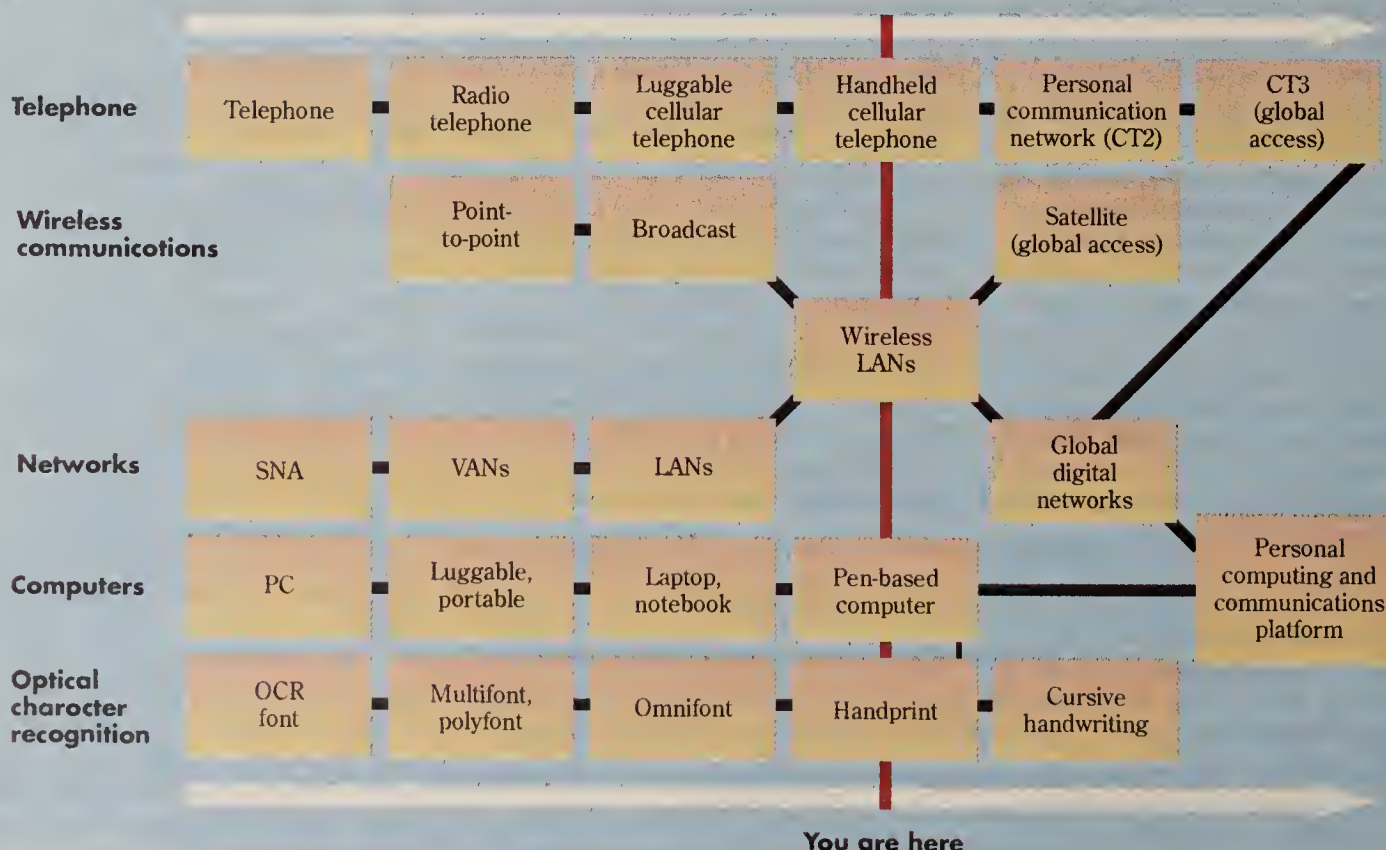 Telephone
Telephone
Radio
telephone
Luggable
cellular
telephone
Handheld
cellular
telephone
Personal
communication
network (CT2)
CT3
(global
access)
Wireless
communicotions
Point-
to-point
Broadcast
Satellite
(global access)
Wireless
LANs
Networks
SNA
VANs
LANs
Global
digital
networks
Computers
PC
Luggable,
portable
Laptop,
notebook
Pen-based
computer
Personal
computing and
communications
platform
Optical
charocter
recognition
OCR
font
Multifont,
polyfont
Omnifont
Handprint
Cursive
handwriting
You are here